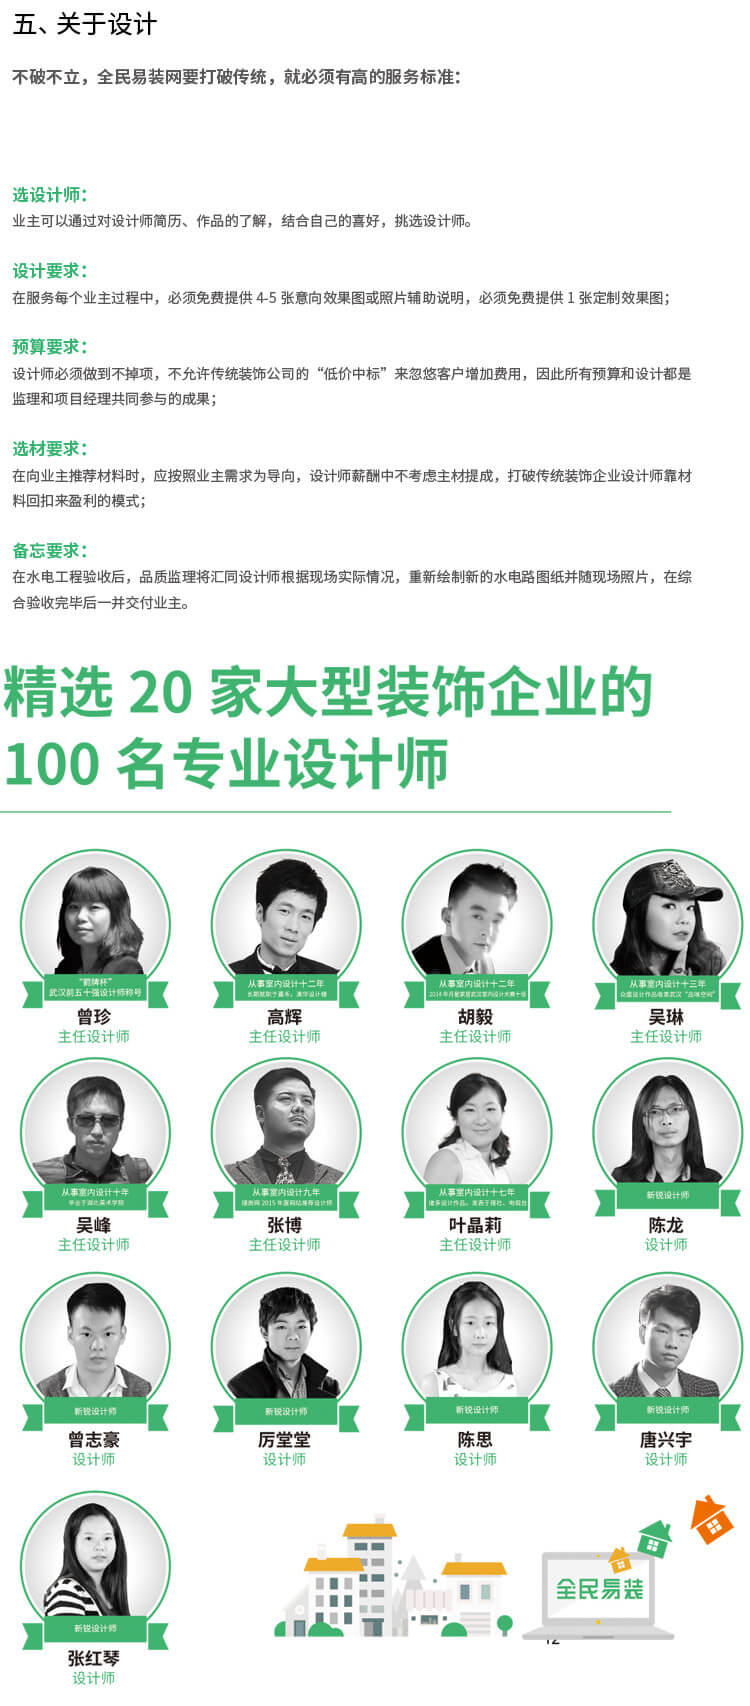 五、关于设计
不破不立，全民易装网要打破传统，就必须有高的服务标准：
选设计师：
业主可以通过对设计师简历、作品的了解，结合自己的喜好，挑选设计师。
设计要求：
在服务每个业主过程中，必须免费提供 4-5 张意向效果图或照片辅助说明，必须免费提供 1 张定制效果图；
预算要求：
设计师必须做到不掉项，不允许传统装饰公司的“低价中标”来忽悠客户增加费用，因此所有预算和设计都是
监理和项目经理共同参与的成果；
选材要求：
在向业主推荐材料时，应按照业主需求为导向，设计师薪酬中不考虑主材提成，打破传统装饰企业设计师靠材
料回扣来盈利的模式；
备忘要求：
在水电工程验收后，品质监理将汇同设计师根据现场实际情况，重新绘制新的水电路图纸并随现场照片，在综
合验收完毕后一并交付业主。
精选 20 家大型装饰企业的
100 名专业设计师
“鹤牌杯”
武汉前五十强设计师称号
曾珍
主任设计师
从事室内设计十二年
高辉
主任设计师
从事室内设计十二年
胡毅
主任设计师
从事室内设计十三年
吴琳
主任设计师
从事室内设计十年
毕业于湖北美术学院
吴峰
主任设计师
从事室内设计九年
张博
主任设计师
从事室内设计十七年
叶晶莉
主任设计师
新锐设计师
陈龙
设计师
新锐设计师
曾志豪
设计师
新锐设计师
厉堂堂
设计师
新锐设计师
陈思
设计师
新锐设计师
唐兴宇
设计师
新锐设计师
张红琴
设计师
全民易装
12